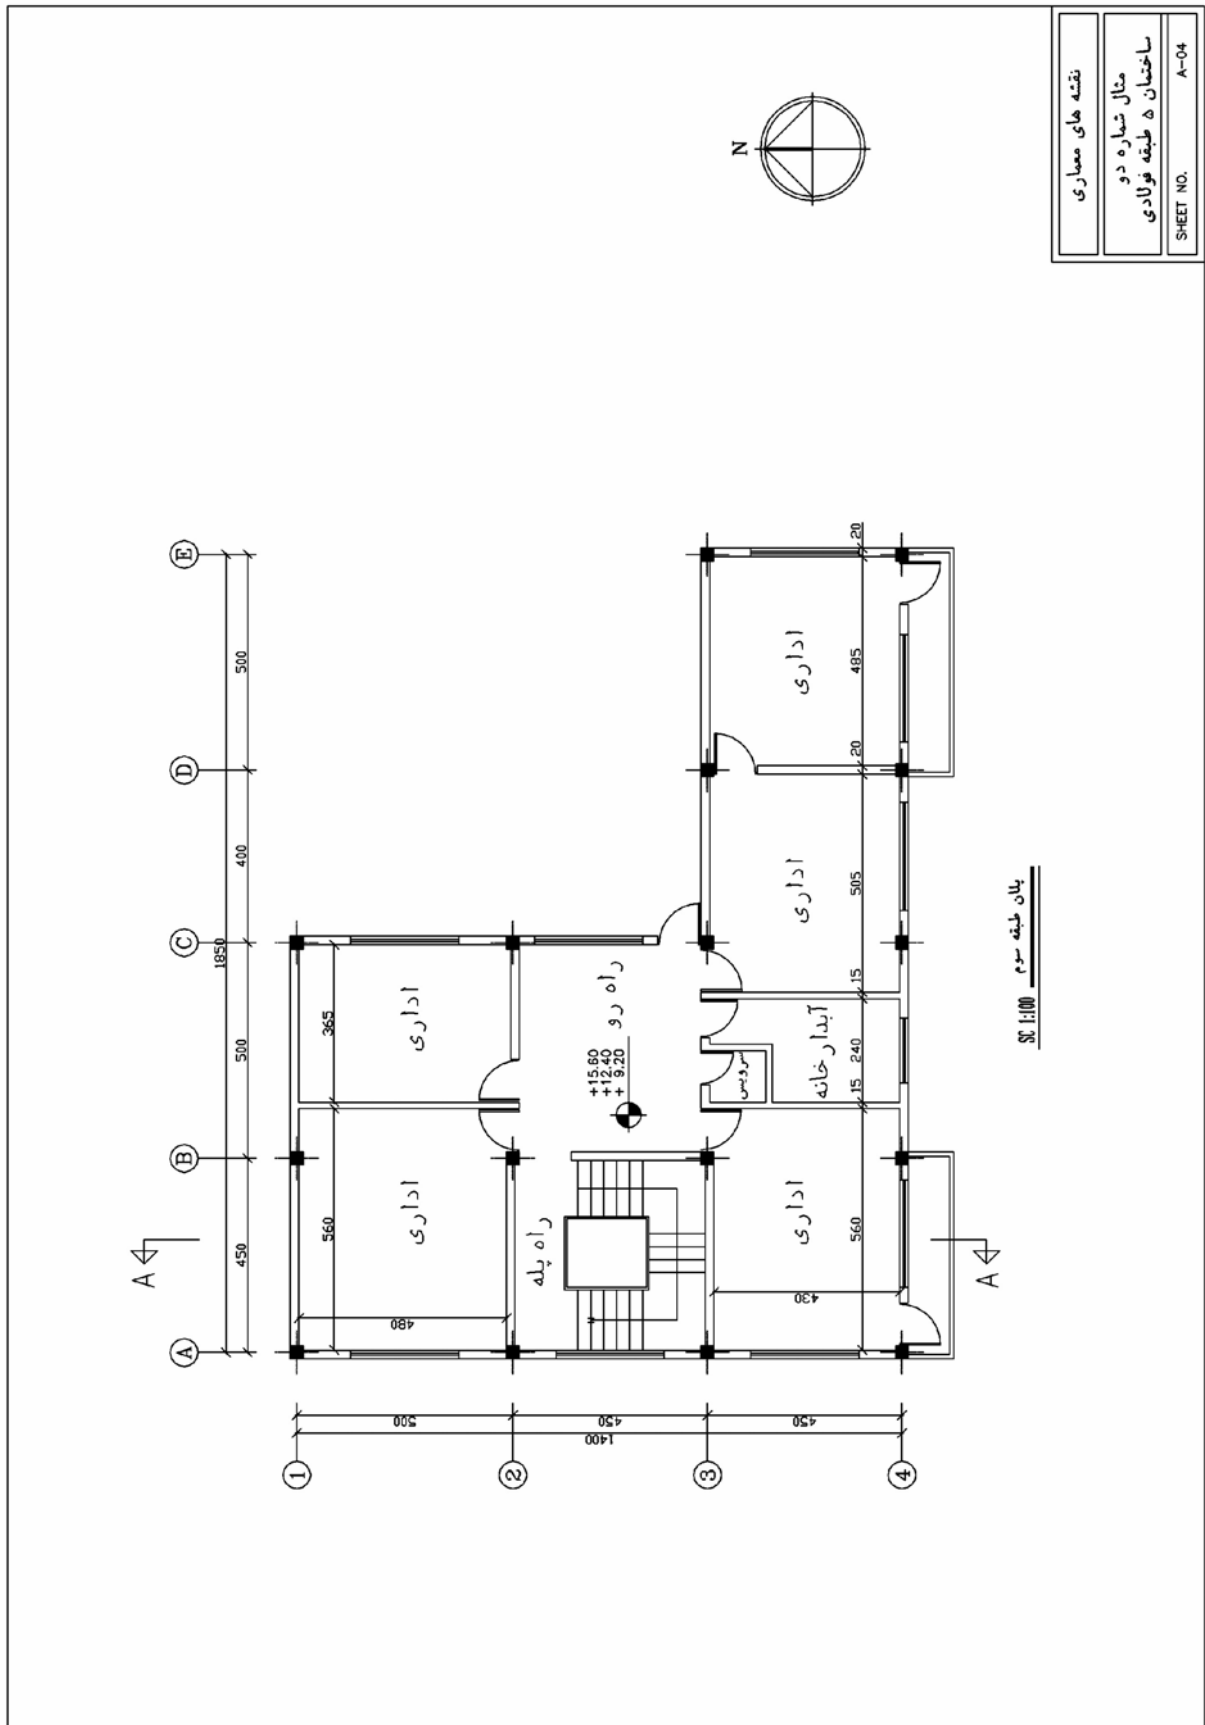 نقشه های معماری
مثال شماره دو
ساختمان ۵ طبقه فولادی
SHEET NO. A-04
N
A
B
C
D
E
1850
450
500
400
500
1
2
3
4
500
450
450
1400
A
A
اداری
365
اداری
560
480
راه رو
+15.60
+12.40
+ 9.20
راه پله
اداری
485
20
20
اداری
505
15
آبدارخانه
240
سرویس
15
اداری
560
430
پلان طبقه سوم
SC 1:100